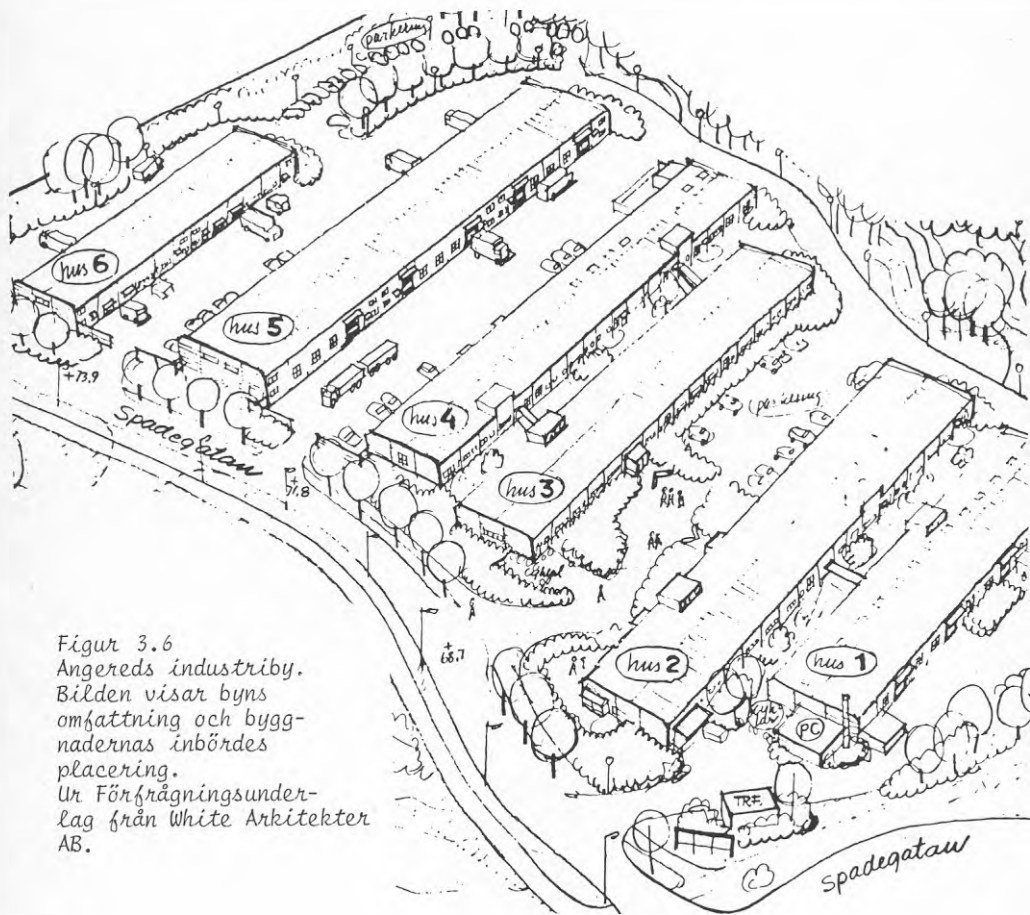 parkering
hus 6
hus 5
+73,9
Spadegatan
hus 4
+71,8
hus 3
parkering
cykel
+68,7
hus 2
hus 1
PC
TRF.
Spadegatan
Figur 3.6
Angereds industriby.
Bilden visar byns
omfattning och bygg-
nadernas inbördes
placering.
Ur Förfrågningsunder-
lag från White Arkitekter
AB.